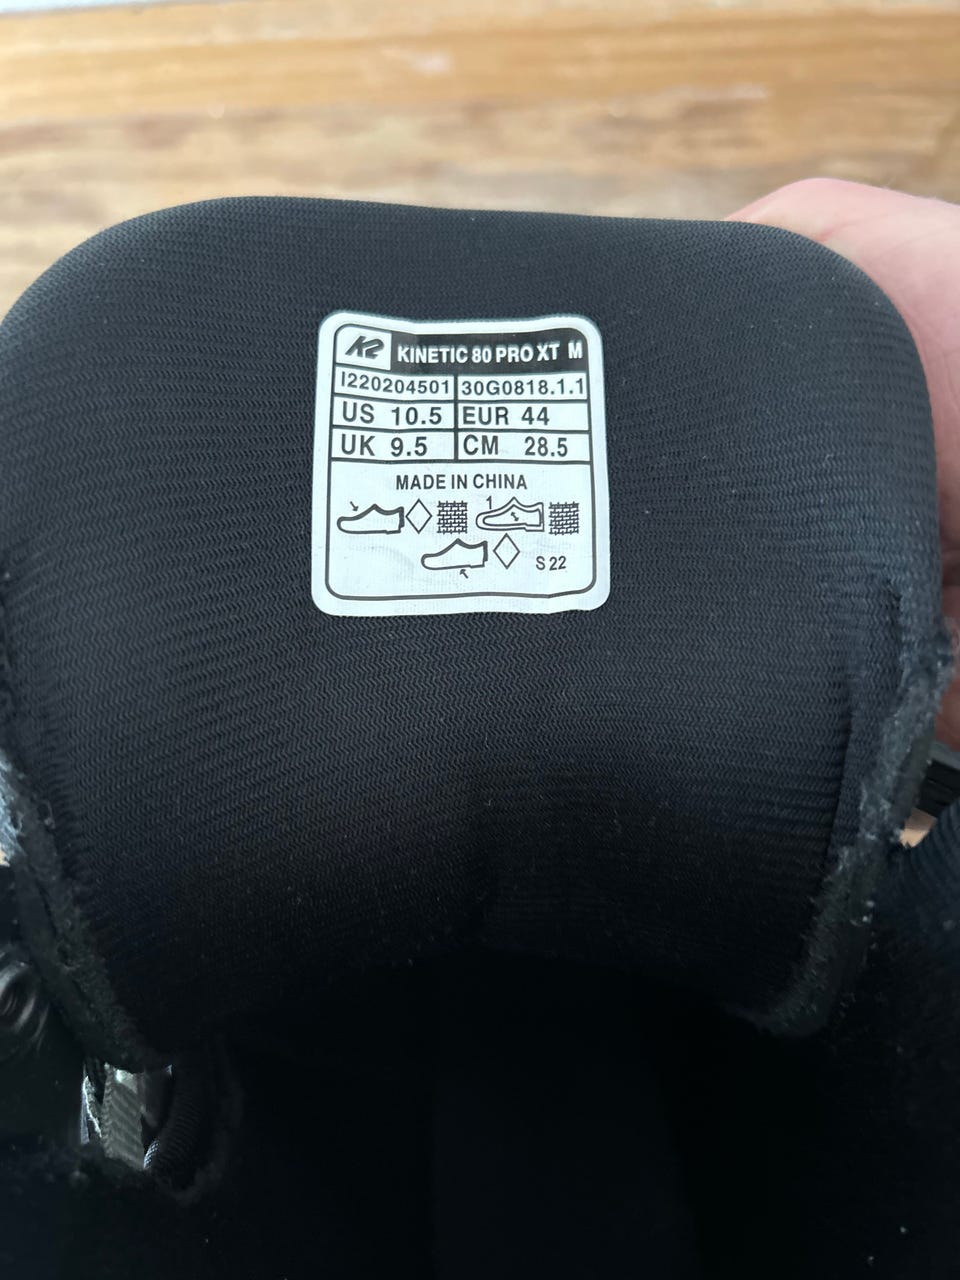 K2 KINETIC 80 PRO XT M
I220204501 30G0818.1.1
US 10.5 EUR 44
UK 9.5 CM 28.5
MADE IN CHINA
1
S 22